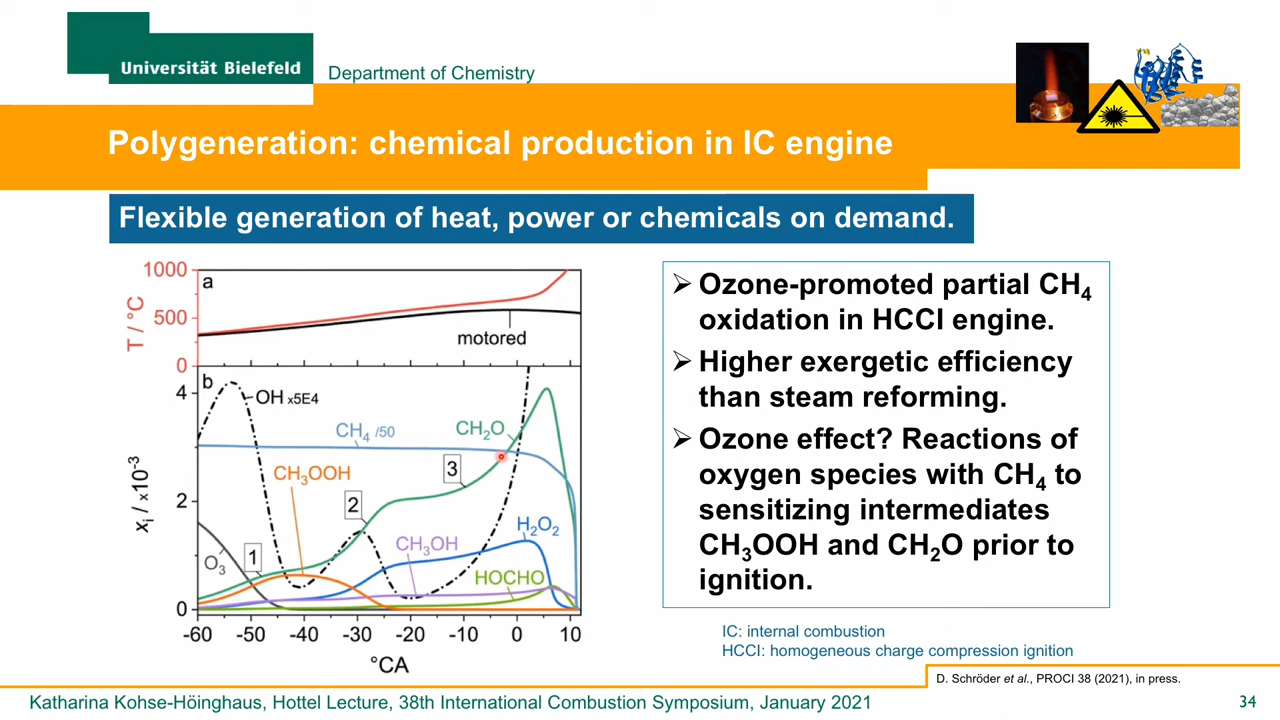 Universität Bielefeld
Department of Chemistry
Polygeneration: chemical production in IC engine
Flexible generation of heat, power or chemicals on demand.
1000
500
0
T / °C
a
motored
b
4
2
0
xᵢ / x10⁻³
OH x5E4
CH₄ /50
CH₂O
CH₃OOH
3
2
1
O₃
CH₃OH
H₂O₂
HOCHO
-60 -50 -40 -30 -20 -10 0 10
°CA
➢ Ozone-promoted partial CH₄
oxidation in HCCI engine.
➢ Higher exergetic efficiency
than steam reforming.
➢ Ozone effect? Reactions of
oxygen species with CH₄ to
sensitizing intermediates
CH₃OOH and CH₂O prior to
ignition.
IC: internal combustion
HCCI: homogeneous charge compression ignition
D. Schröder et al., PROCI 38 (2021), in press.
Katharina Kohse-Höinghaus, Hottel Lecture, 38th International Combustion Symposium, January 2021
34